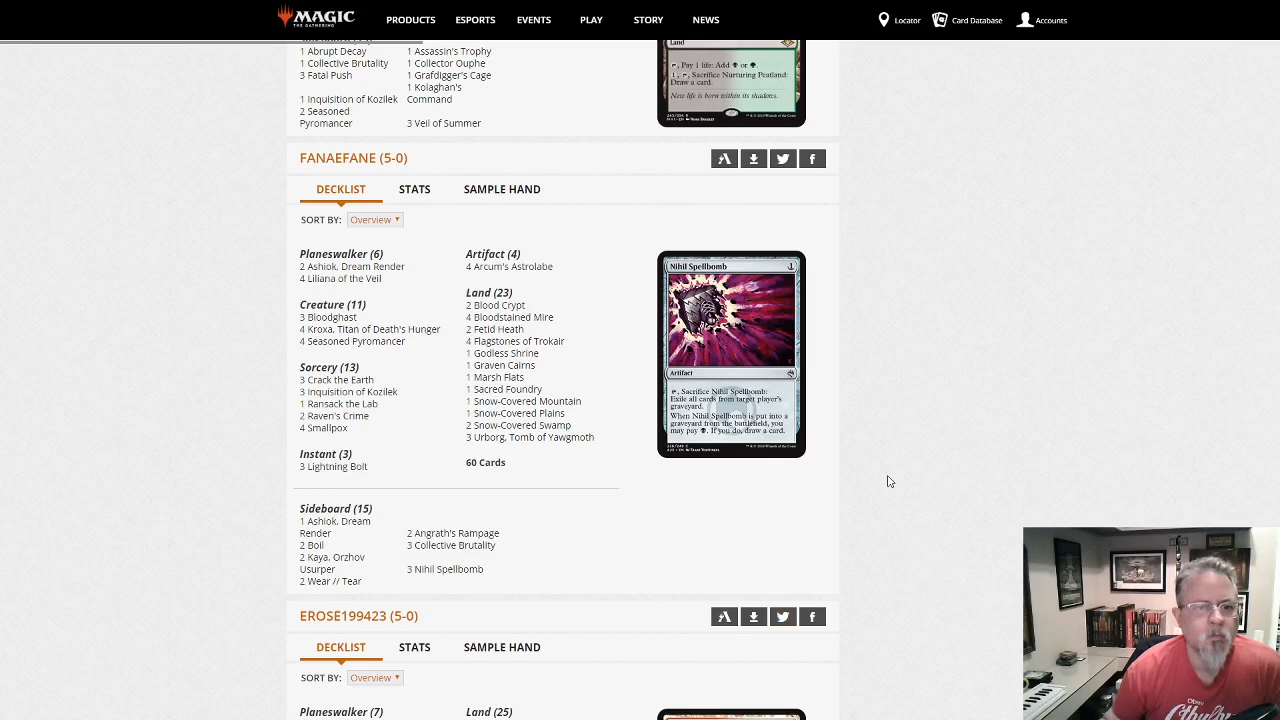 MAGIC
THE GATHERING
PRODUCTS
ESPORTS
EVENTS
PLAY
STORY
NEWS
Locator
Card Database
Accounts
1 Abrupt Decay
1 Collective Brutality
3 Fatal Push
1 Inquisition of Kozilek
2 Seasoned
Pyromancer
1 Assassin's Trophy
1 Collector Ouphe
1 Grafdigger's Cage
1 Kolaghan's
Command
3 Veil of Summer
Land
, Pay 1 life: Add or .
1, , Sacrifice Nurturing Peatland:
Draw a card.
New life is born within its shadows.
FANAEFANE (5-0)
DECKLIST
STATS
SAMPLE HAND
SORT BY:
Overview
Planeswalker (6)
2 Ashiok, Dream Render
4 Liliana of the Veil
Creature (11)
3 Bloodghast
4 Kroxa, Titan of Death's Hunger
4 Seasoned Pyromancer
Sorcery (13)
3 Crack the Earth
3 Inquisition of Kozilek
1 Ransack the Lab
2 Raven's Crime
4 Smallpox
Instant (3)
3 Lightning Bolt
Artifact (4)
4 Arcum's Astrolabe
Land (23)
2 Blood Crypt
4 Bloodstained Mire
2 Fetid Heath
4 Flagstones of Trokair
1 Godless Shrine
1 Graven Cairns
1 Marsh Flats
1 Sacred Foundry
1 Snow-Covered Mountain
1 Snow-Covered Plains
2 Snow-Covered Swamp
3 Urborg, Tomb of Yawgmoth
60 Cards
Nihil Spellbomb 1
Artifact
, Sacrifice Nihil Spellbomb:
Exile all cards from target player's
graveyard.
When Nihil Spellbomb is put into a
graveyard from the battlefield, you
may pay . If you do, draw a card.
Sideboard (15)
1 Ashiok, Dream
Render
2 Boil
2 Kaya, Orzhov
Usurper
2 Wear // Tear
2 Angrath's Rampage
3 Collective Brutality
3 Nihil Spellbomb
EROSE199423 (5-0)
DECKLIST
STATS
SAMPLE HAND
SORT BY:
Overview
Planeswalker (7)
Land (25)